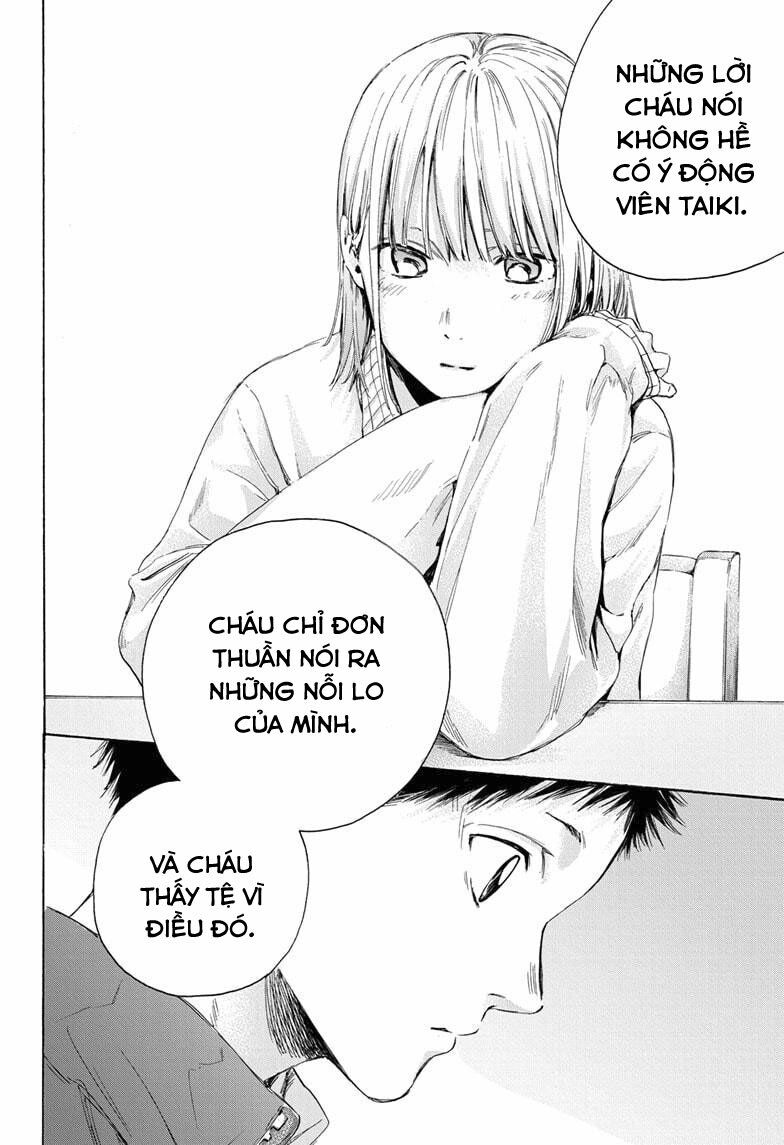 NHỮNG LỜI
CHÁU NÓI
KHÔNG HỀ
CÓ Ý ĐỘNG
VIÊN TAIKI.
CHÁU CHỈ ĐƠN
THUẦN NÓI RA
NHỮNG NỖI LO
CỦA MÌNH.
VÀ CHÁU
THẤY TỆ VÌ
ĐIỀU ĐÓ.